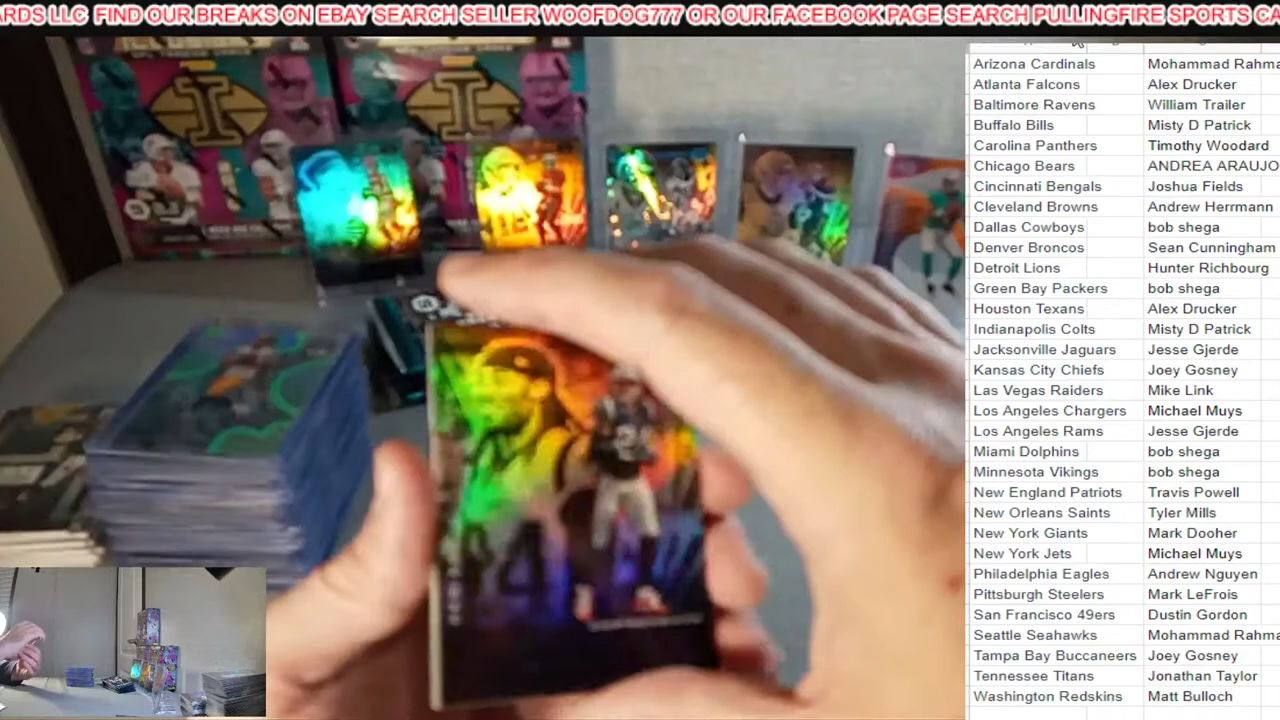 ARDS LLC  FIND OUR BREAKS ON EBAY SEARCH SELLER WOOFDOG777 OR OUR FACEBOOK PAGE SEARCH PULLINGFIRE SPORTS CA
Arizona Cardinals Mohammad Rahma
Atlanta Falcons Alex Drucker
Baltimore Ravens William Trailer
Buffalo Bills Misty D Patrick
Carolina Panthers Timothy Woodard
Chicago Bears ANDREA ARAUJO
Cincinnati Bengals Joshua Fields
Cleveland Browns Andrew Herrmann
Dallas Cowboys bob shega
Denver Broncos Sean Cunningham
Detroit Lions Hunter Richbourg
Green Bay Packers bob shega
Houston Texans Alex Drucker
Indianapolis Colts Misty D Patrick
Jacksonville Jaguars Jesse Gjerde
Kansas City Chiefs Joey Gosney
Las Vegas Raiders Mike Link
Los Angeles Chargers Michael Muys
Los Angeles Rams Jesse Gjerde
Miami Dolphins bob shega
Minnesota Vikings bob shega
New England Patriots Travis Powell
New Orleans Saints Tyler Mills
New York Giants Mark Dooher
New York Jets Michael Muys
Philadelphia Eagles Andrew Nguyen
Pittsburgh Steelers Mark LeFrois
San Francisco 49ers Dustin Gordon
Seattle Seahawks Mohammad Rahma
Tampa Bay Buccaneers Joey Gosney
Tennessee Titans Jonathan Taylor
Washington Redskins Matt Bulloch